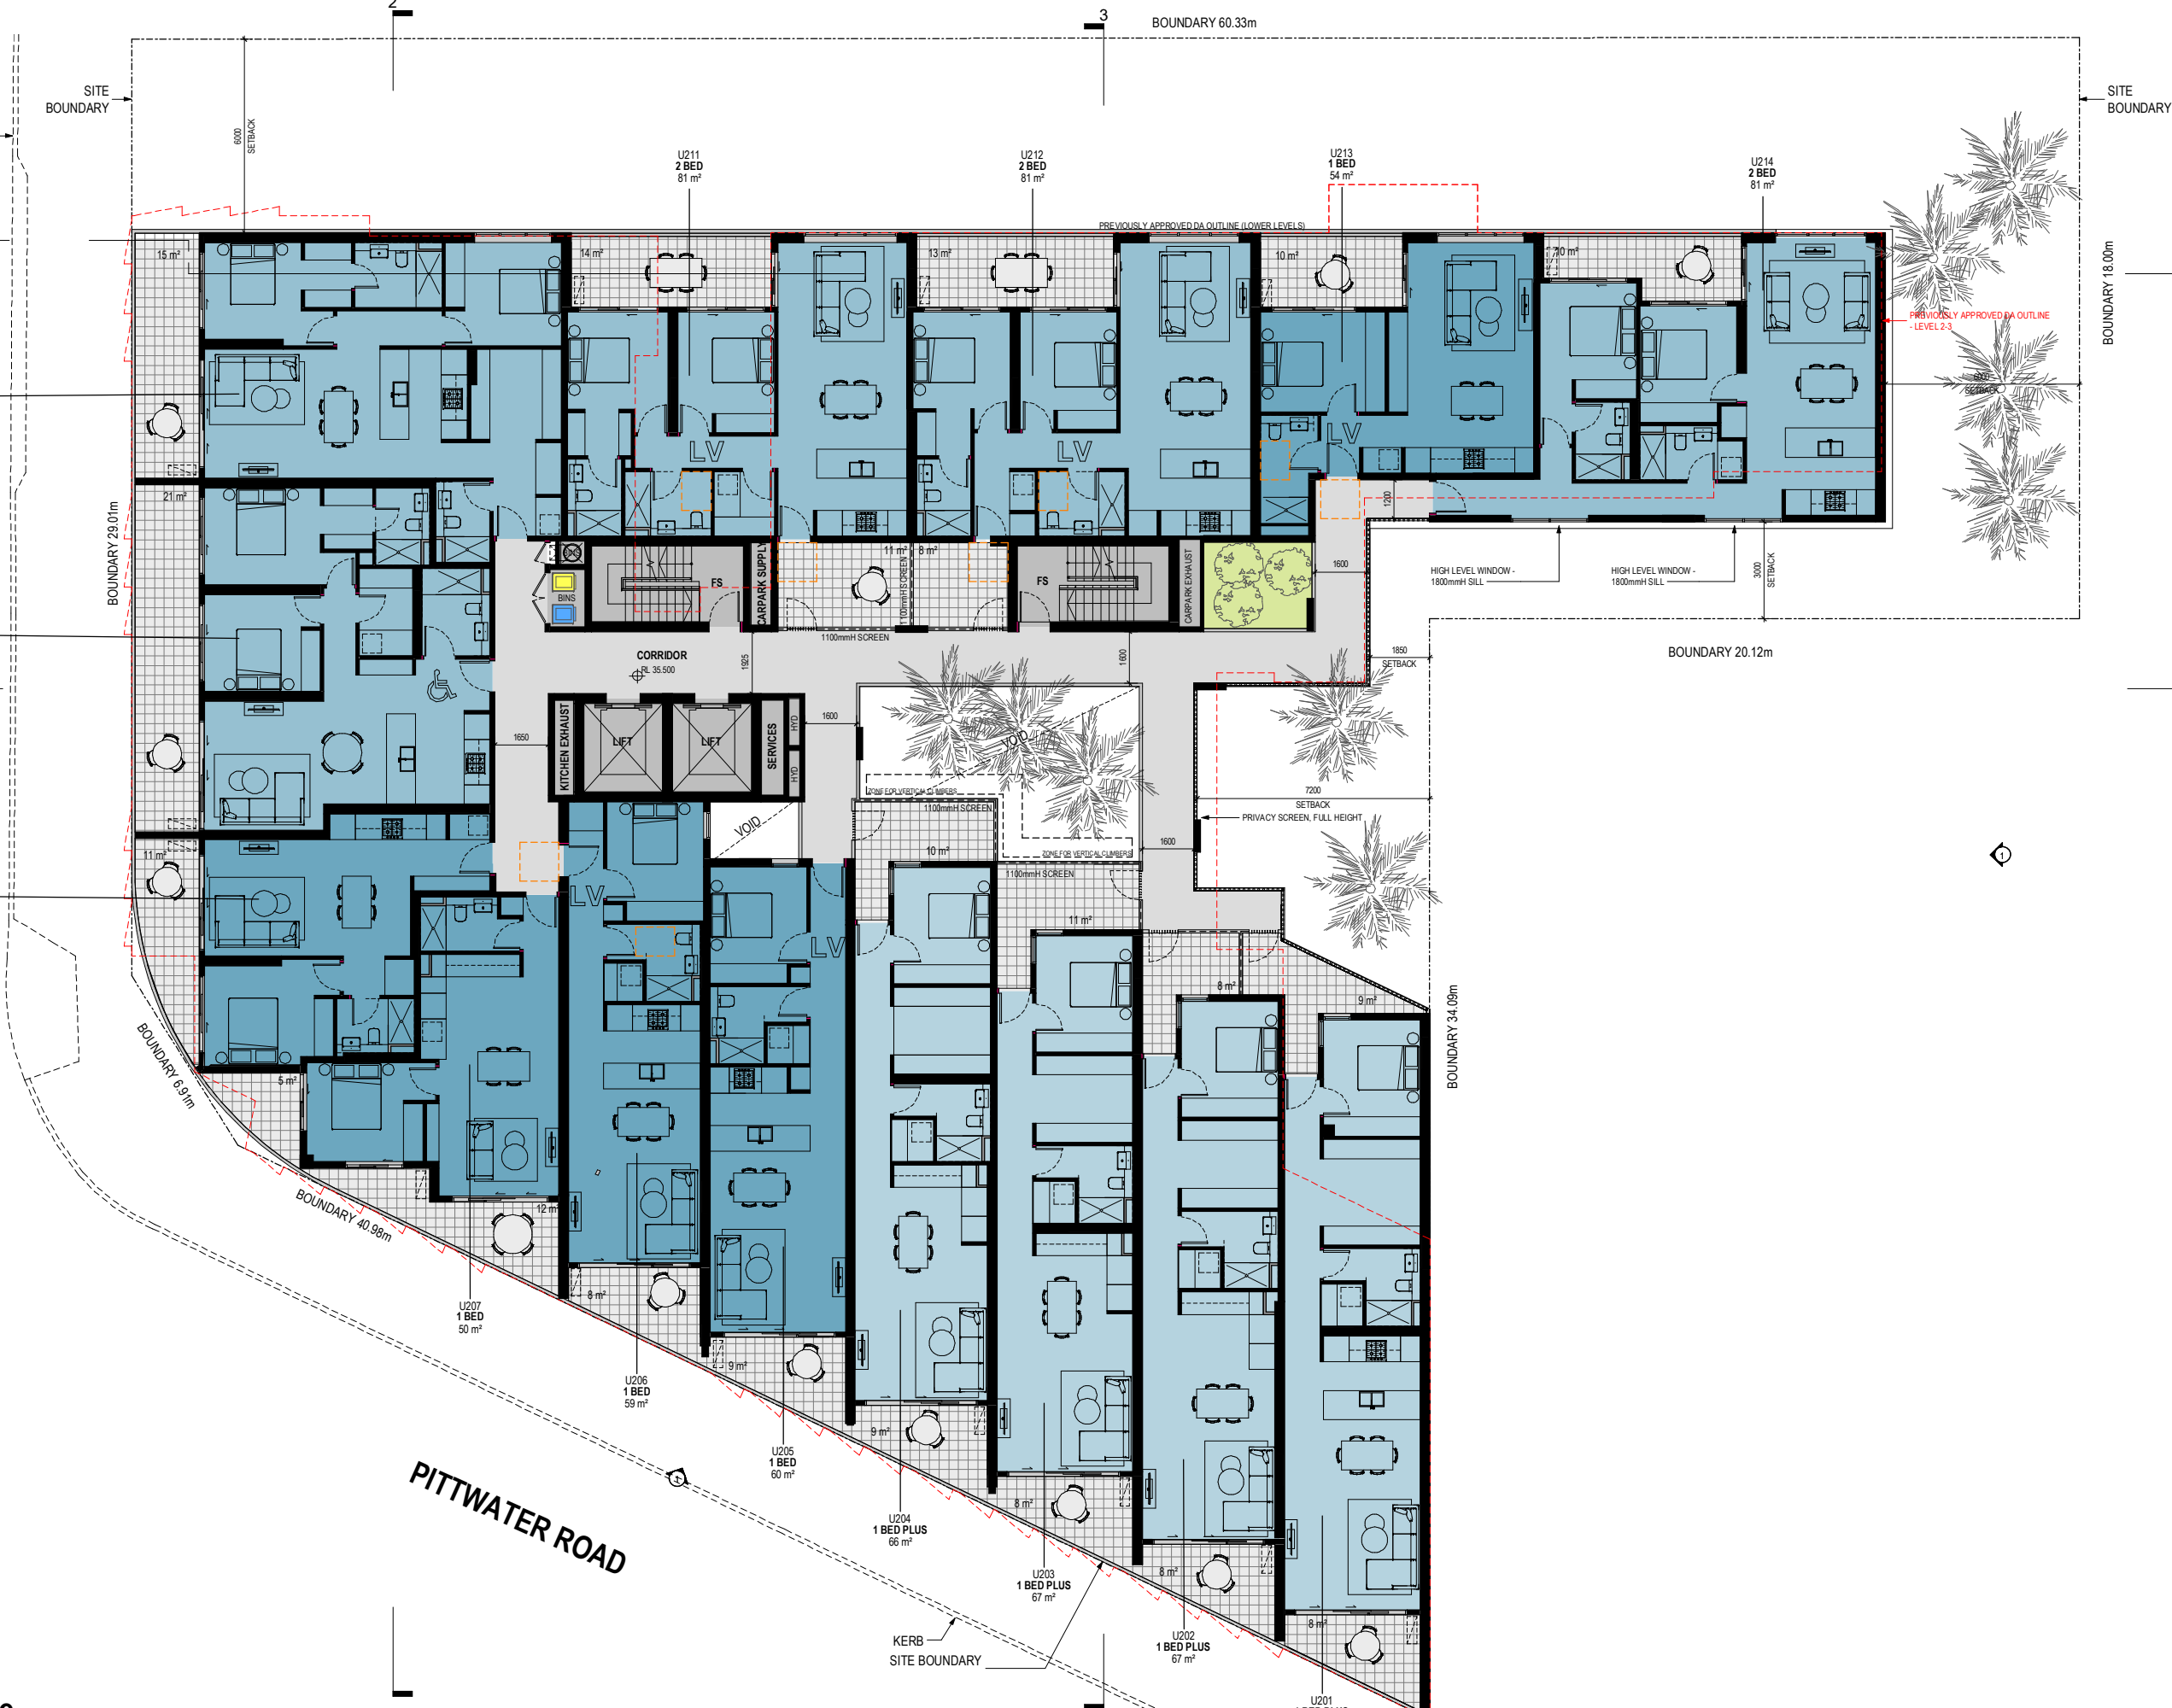 2
3
BOUNDARY 60.33m
SITE
BOUNDARY
SITE
BOUNDARY
6000
SETBACK
U211
2 BED
81 m²
U212
2 BED
81 m²
U213
1 BED
54 m²
U214
2 BED
81 m²
PREVIOUSLY APPROVED DA OUTLINE (LOWER LEVELS)
BOUNDARY 18.00m
15 m²
14 m²
13 m²
10 m²
10 m²
PREVIOUSLY APPROVED DA OUTLINE
- LEVEL 2-3
6000
SETBACK
LV
LV
LV
21 m²
1200
BOUNDARY 29.01m
BINS
FS
CARPARK SUPPLY
11 m²
8 m²
1100mmH SCREEN
FS
CARPARK EXHAUST
1600
HIGH LEVEL WINDOW -
1800mmH SILL
HIGH LEVEL WINDOW -
1800mmH SILL
3000
SETBACK
1100mmH SCREEN
CORRIDOR
RL 35.500
1925
1600
1850
SETBACK
BOUNDARY 20.12m
1650
KITCHEN EXHAUST
LIFT
LIFT
SERVICES
HYD
HYD
1600
VOID
ZONE FOR VERTICAL CLIMBERS
1100mmH SCREEN
7200
SETBACK
PRIVACY SCREEN, FULL HEIGHT
VOID
11 m²
10 m²
ZONE FOR VERTICAL CLIMBERS
1600
1
1100mmH SCREEN
LV
11 m²
LV
8 m²
9 m²
BOUNDARY 34.09m
BOUNDARY 6.91m
5 m²
BOUNDARY 40.98m
12 m²
8 m²
U207
1 BED
50 m²
9 m²
U206
1 BED
59 m²
9 m²
U205
1 BED
60 m²
PITTWATER ROAD
1
8 m²
U204
1 BED PLUS
66 m²
8 m²
U203
1 BED PLUS
67 m²
8 m²
KERB
SITE BOUNDARY
U202
1 BED PLUS
67 m²
U201